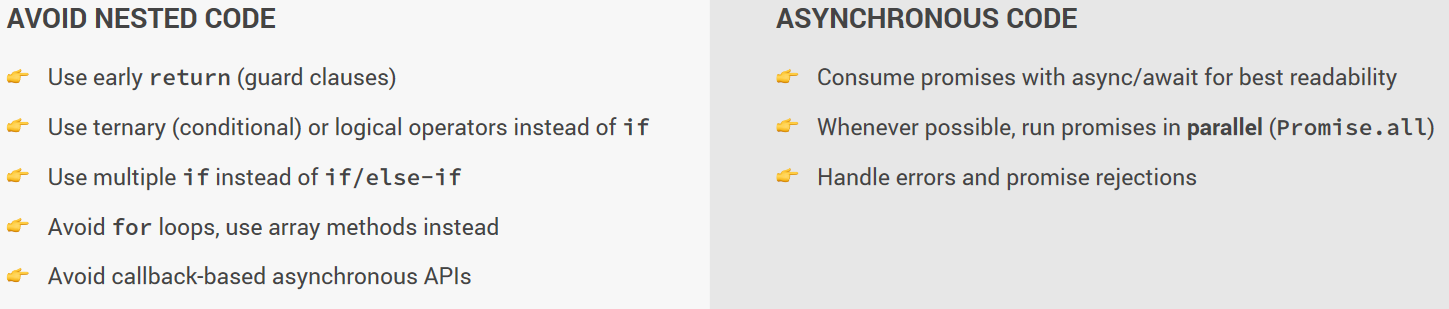 AVOID NESTED CODE
👉 Use early return (guard clauses)
👉 Use ternary (conditional) or logical operators instead of if
👉 Use multiple if instead of if/else-if
👉 Avoid for loops, use array methods instead
👉 Avoid callback-based asynchronous APIs
ASYNCHRONOUS CODE
👉 Consume promises with async/await for best readability
👉 Whenever possible, run promises in parallel (Promise.all)
👉 Handle errors and promise rejections